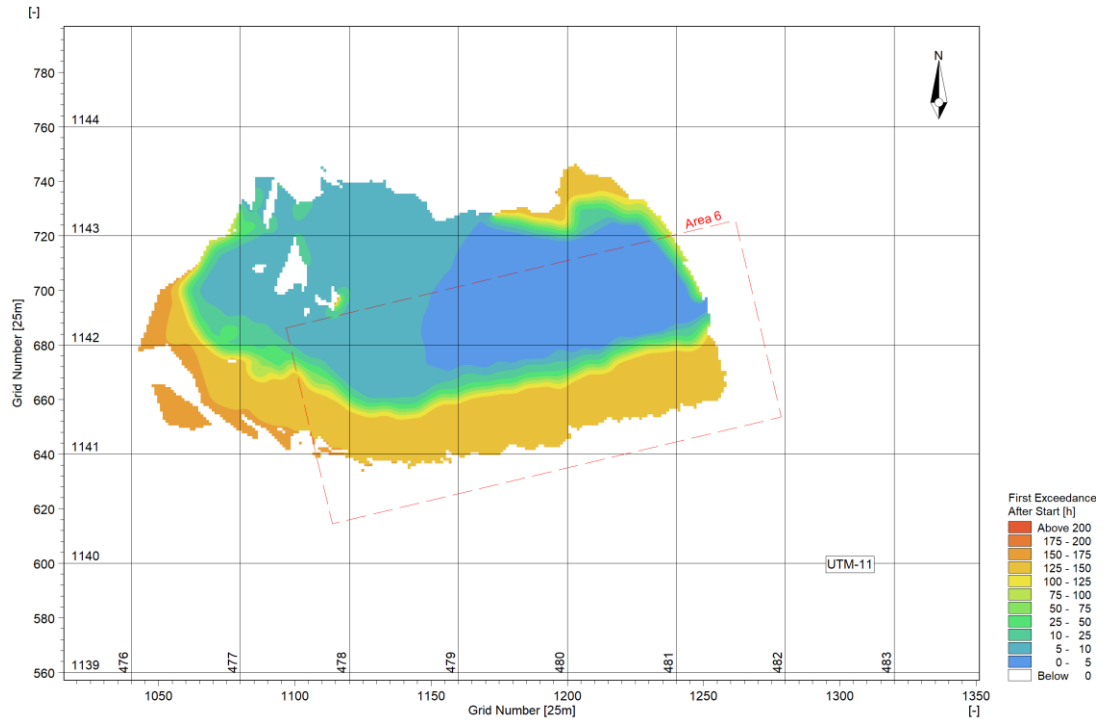 [-]
N
780
760
740
720
700
680
660
640
620
600
580
560
Grid Number [25m]
1144
1143
1142
1141
1140
1139
Area 6
UTM-11
476
477
478
479
480
481
482
483
1050
1100
1150
1200
1250
1300
1350
Grid Number [25m]
[-]
First Exceedance
After Start [h]
Above 200
175 - 200
150 - 175
125 - 150
100 - 125
75 - 100
50 - 75
25 - 50
10 - 25
5 - 10
0 - 5
Below 0